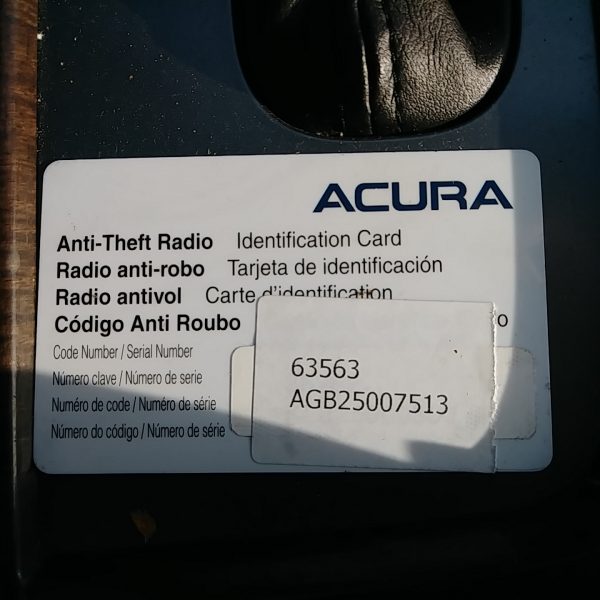 ACURA
Anti-Theft Radio Identification Card
Radio anti-robo Tarjeta de identificación
Radio antivol Carte d'identification
Código Anti Roubo
Code Number / Serial Number
Número clave / Número de serie
Numéro de code / Numéro de série
Número do código / Número de série
63563
AGB25007513